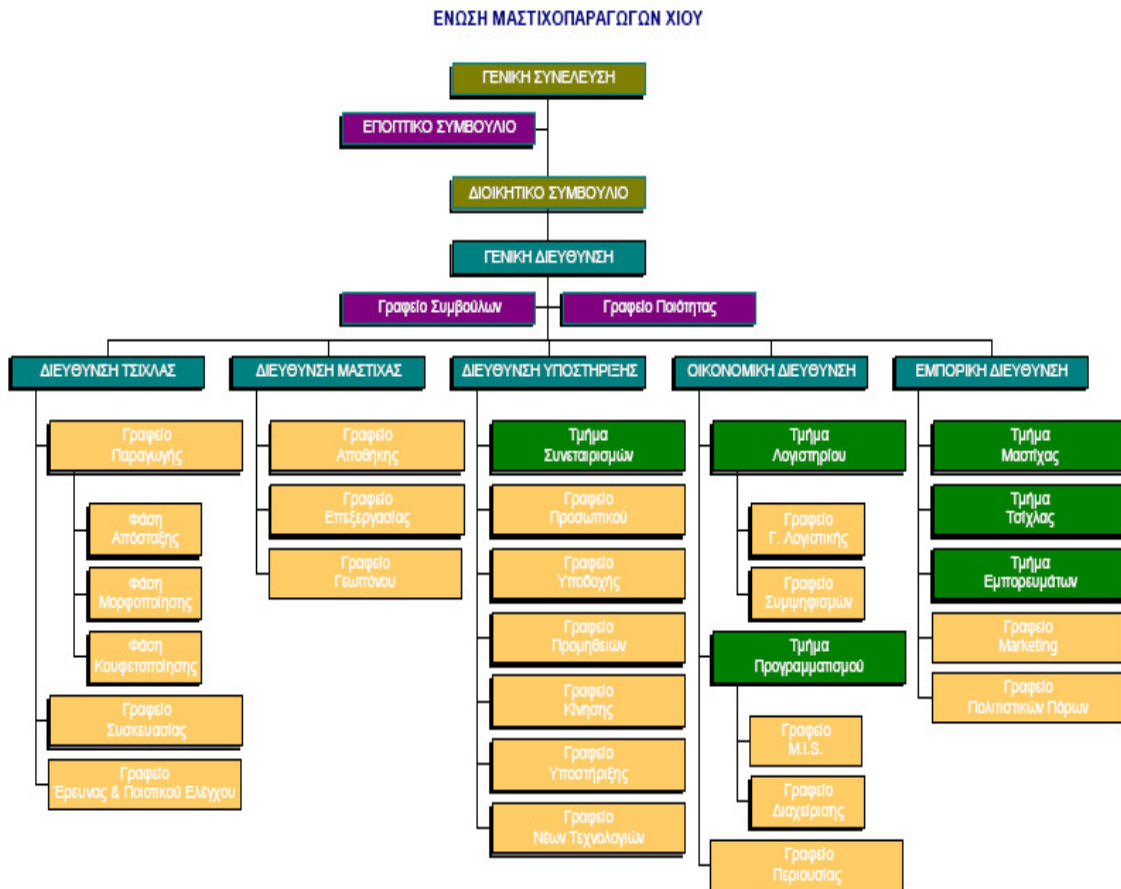 ΕΝΩΣΗ ΜΑΣΤΙΧΟΠΑΡΑΓΩΓΩΝ ΧΙΟΥ
ΓΕΝΙΚΗ ΣΥΝΕΛΕΥΣΗ
ΕΠΟΠΤΙΚΟ ΣΥΜΒΟΥΛΙΟ
ΔΙΟΙΚΗΤΙΚΟ ΣΥΜΒΟΥΛΙΟ
ΓΕΝΙΚΗ ΔΙΕΥΘΥΝΣΗ
Γραφείο Συμβούλων
Γραφείο Ποιότητας
ΔΙΕΥΘΥΝΣΗ ΤΣΙΧΛΑΣ
Γραφείο
Παραγωγής
Φάση
Απόσταξης
Φάση
Μορφοποίησης
Φάση
Κουφετοποίησης
Γραφείο
Συσκευασίας
Γραφείο
Έρευνας & Ποιοτικού Ελέγχου
ΔΙΕΥΘΥΝΣΗ ΜΑΣΤΙΧΑΣ
Γραφείο
Αποθήκης
Γραφείο
Επεξεργασίας
Γραφείο
Γεωπόνου
ΔΙΕΥΘΥΝΣΗ ΥΠΟΣΤΗΡΙΞΗΣ
Τμήμα
Συνεταιρισμών
Γραφείο
Προσωπικού
Γραφείο
Υποδοχής
Γραφείο
Προμηθειών
Γραφείο
Κίνησης
Γραφείο
Υποστήριξης
Γραφείο
Νέων Τεχνολογιών
ΟΙΚΟΝΟΜΙΚΗ ΔΙΕΥΘΥΝΣΗ
Τμήμα
Λογιστηρίου
Γραφείο
Γ. Λογιστικής
Γραφείο
Συμψηφισμών
Τμήμα
Προγραμματισμού
Γραφείο
M.I.S.
Γραφείο
Διαχείρισης
Γραφείο
Περιουσίας
ΕΜΠΟΡΙΚΗ ΔΙΕΥΘΥΝΣΗ
Τμήμα
Μαστίχας
Τμήμα
Τσίχλας
Τμήμα
Εμπορευμάτων
Γραφείο
Marketing
Γραφείο
Πολιτιστικών Πόρων